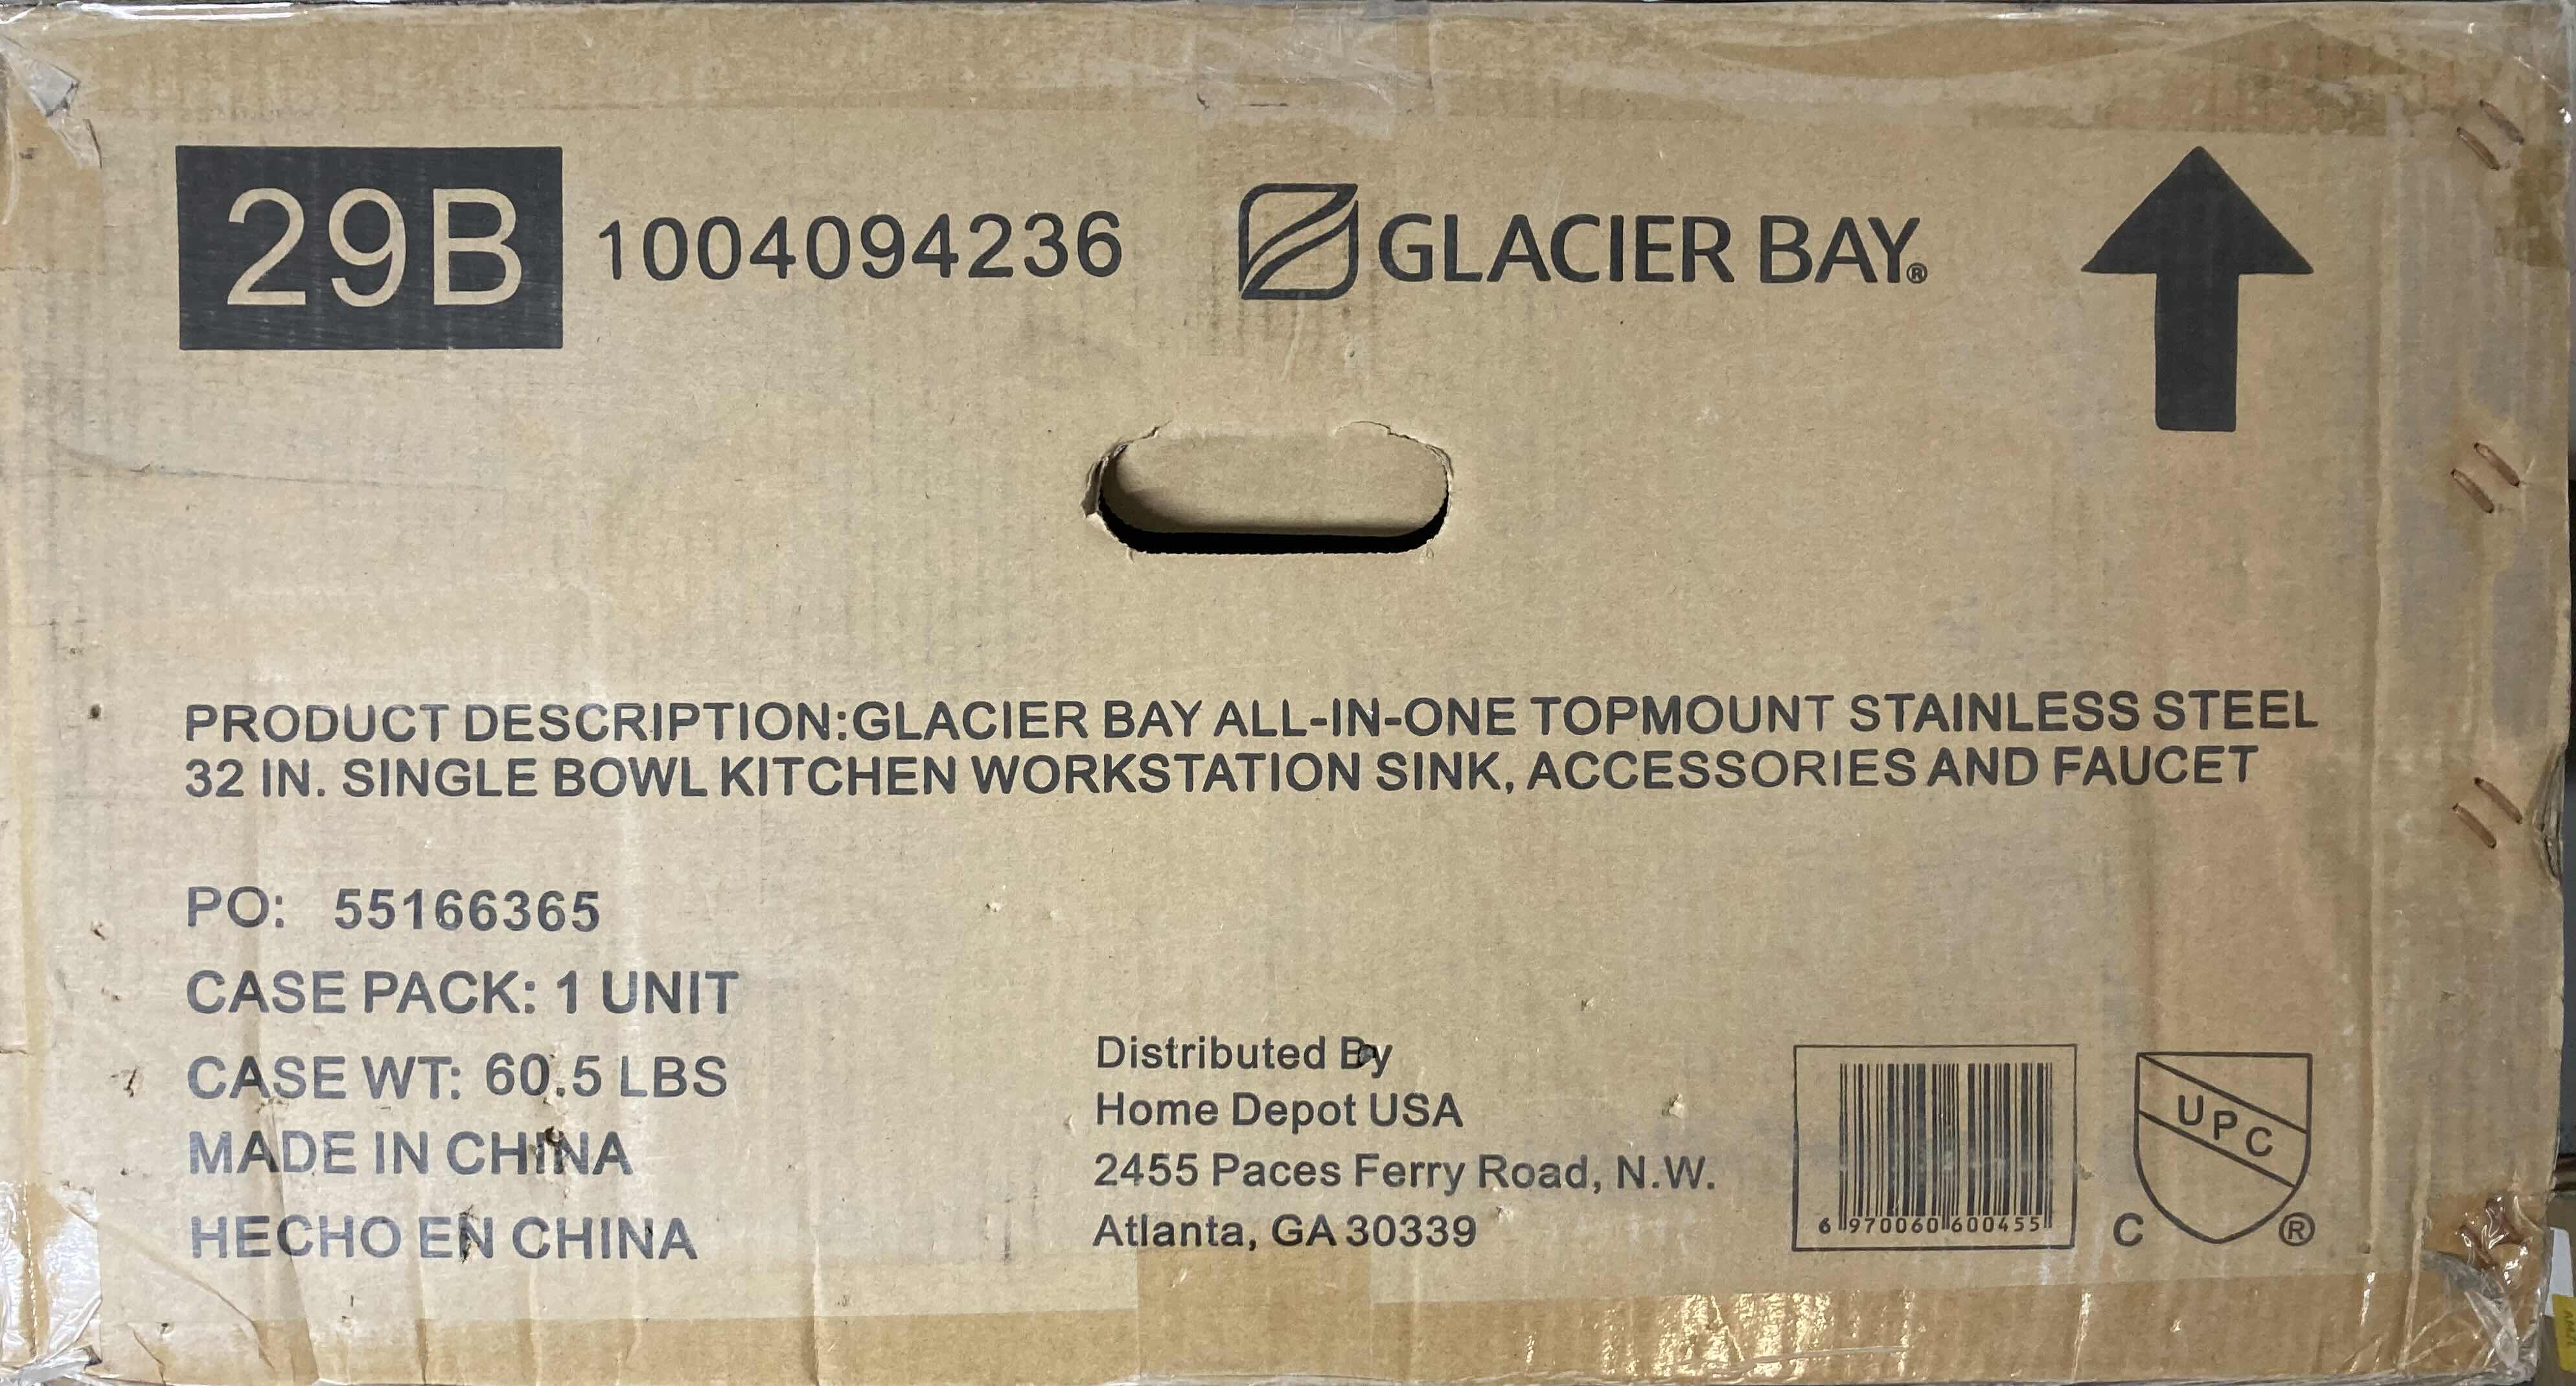 29B 1004094236 GLACIER BAY®
PRODUCT DESCRIPTION:GLACIER BAY ALL-IN-ONE TOPMOUNT STAINLESS STEEL
32 IN. SINGLE BOWL KITCHEN WORKSTATION SINK, ACCESSORIES AND FAUCET
PO: 55166365
CASE PACK: 1 UNIT
CASE WT: 60.5 LBS
MADE IN CHINA
HECHO EN CHINA
Distributed By
Home Depot USA
2455 Paces Ferry Road, N.W.
Atlanta, GA 30339
6 970060 600455
UPC
C ®